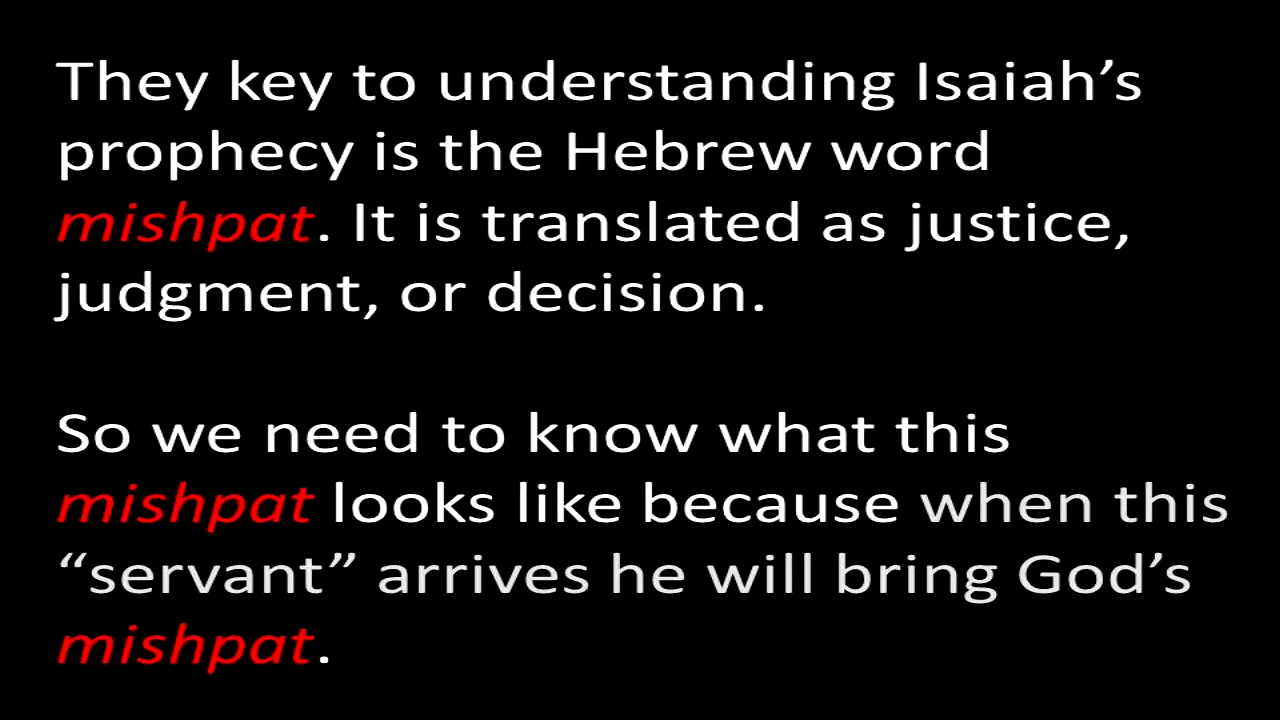 They key to understanding Isaiah’s
prophecy is the Hebrew word
mishpat. It is translated as justice,
judgment, or decision.
So we need to know what this
mishpat looks like because when this
“servant” arrives he will bring God’s
mishpat.